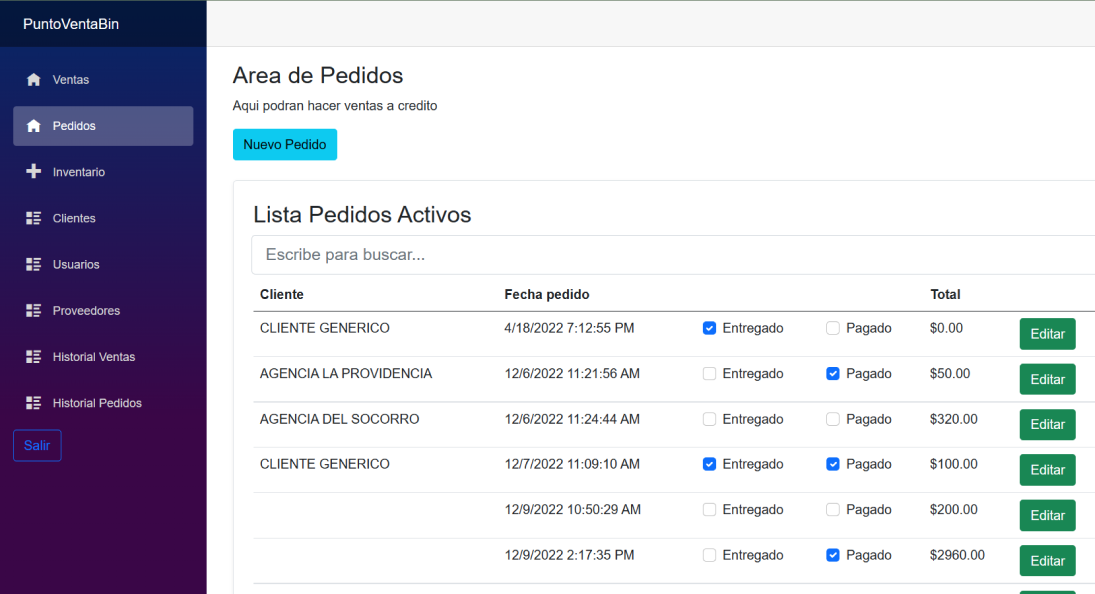 PuntoVentaBin
Ventas
Pedidos
Inventario
Clientes
Usuarios
Proveedores
Historial Ventas
Historial Pedidos
Salir
Area de Pedidos
Aqui podran hacer ventas a credito
Nuevo Pedido
Lista Pedidos Activos
Escribe para buscar...
Cliente Fecha pedido Total
CLIENTE GENERICO 4/18/2022 7:12:55 PM Entregado Pagado $0.00 Editar
AGENCIA LA PROVIDENCIA 12/6/2022 11:21:56 AM Entregado Pagado $50.00 Editar
AGENCIA DEL SOCORRO 12/6/2022 11:24:44 AM Entregado Pagado $320.00 Editar
CLIENTE GENERICO 12/7/2022 11:09:10 AM Entregado Pagado $100.00 Editar
12/9/2022 10:50:29 AM Entregado Pagado $200.00 Editar
12/9/2022 2:17:35 PM Entregado Pagado $2960.00 Editar